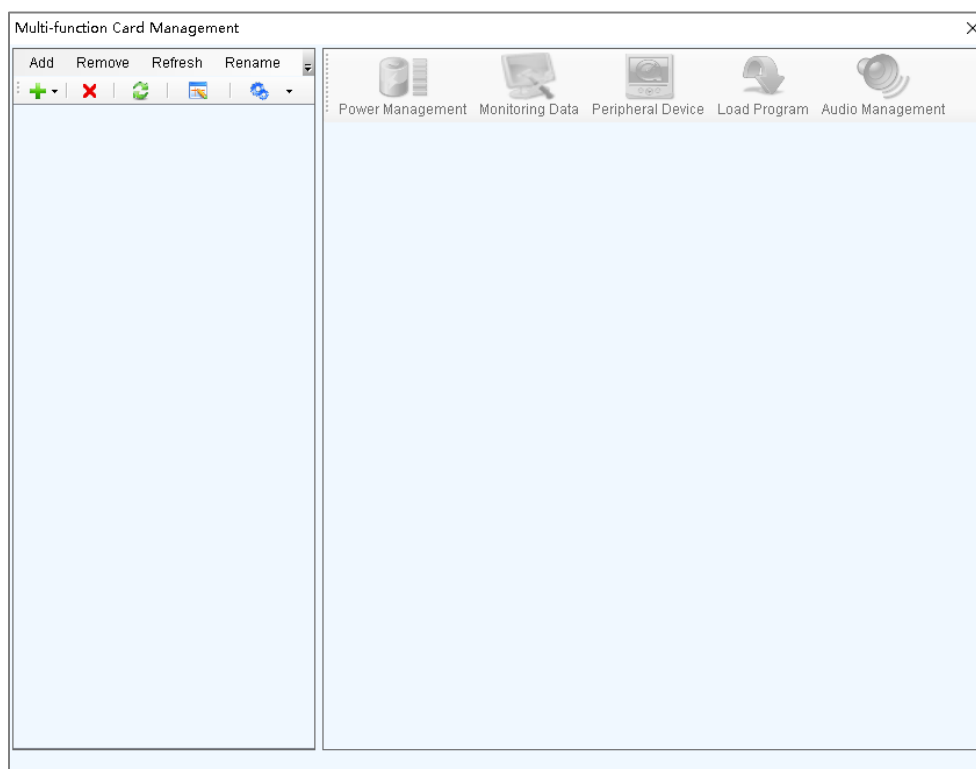 Multi-function Card Management
Add Remove Refresh Rename
Power Management Monitoring Data Peripheral Device Load Program Audio Management